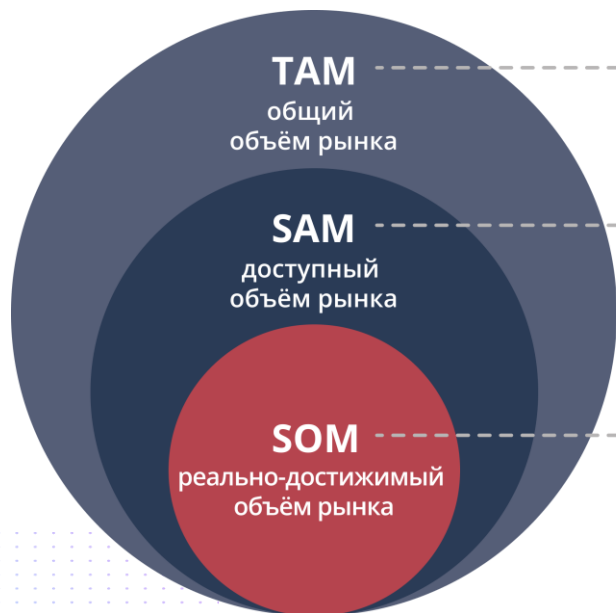 TAM
общий
объём рынка
SAM
доступный
объём рынка
SOM
реально-достижимый
объём рынка